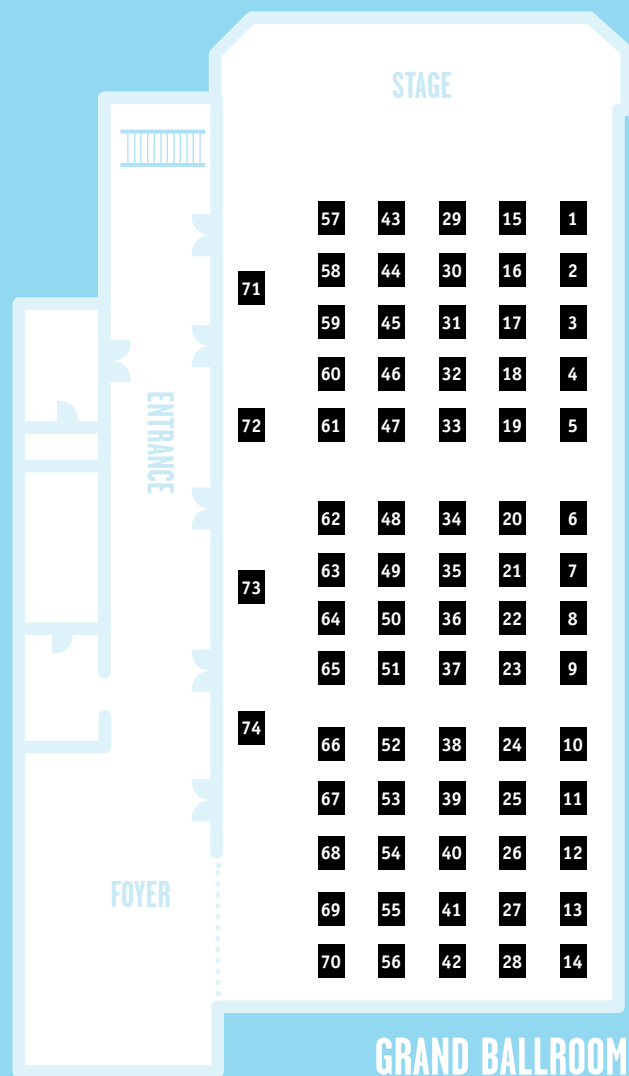 STAGE
57 43 29 15 1
58 44 30 16 2
71
59 45 31 17 3
60 46 32 18 4
ENTRANCE
72 61 47 33 19 5
62 48 34 20 6
63 49 35 21 7
73
64 50 36 22 8
65 51 37 23 9
74
66 52 38 24 10
67 53 39 25 11
68 54 40 26 12
FOYER
69 55 41 27 13
70 56 42 28 14
GRAND BALLROOM